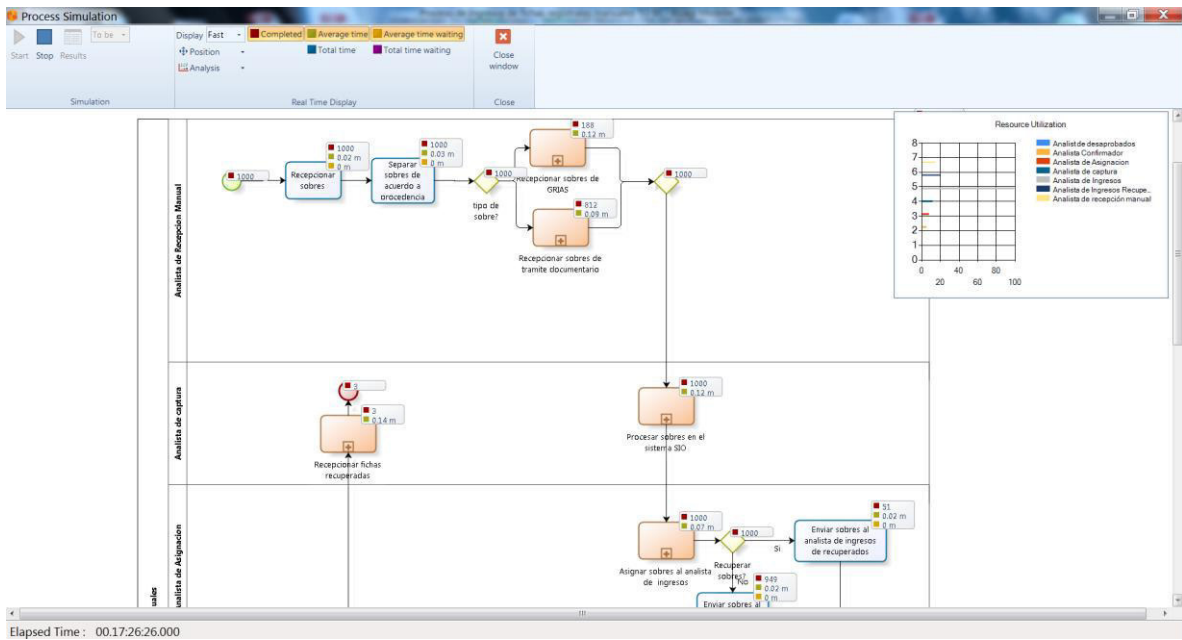 Process Simulation
To be
Start Stop Results
Simulation
Display Fast
Position
Analysis
Completed Average time Average time waiting
Total time Total time waiting
Real Time Display
Close
window
Close
Analista de Recepcion Manual
1000
Recepcionar
sobres
1000
0.02 m
0 m
Separar
sobres de
acuerdo a
procedencia
1000
0.03 m
0 m
1000
tipo de
sobre?
188
0.12 m
Recepcionar sobres de
GRIAS
812
0.09 m
Recepcionar sobres de
tramite documentario
1000
Resource Utilization
8
7
6
5
4
3
2
1
0
0 40 80
20 60 100
Analist de desaprobados
Analista Confirmador
Analista de Asignacion
Analista de captura
Analista de Ingresos
Analista de Ingresos Recupe..
Analista de recepción manual
Analista de captura
3
3
0.14 m
Recepcionar fichas
recuperadas
1000
0.12 m
Procesar sobres en el
sistema SIO
uales
nalista de Asignacion
1000
0.07 m
Asignar sobres al analista
de ingresos
1000
Recuperar
sobres?
Si
No
51
0.02 m
0 m
Enviar sobres al
analista de ingresos
de recuperados
949
0.02 m
0 m
Enviar sobres al
Elapsed Time : 00.17:26:26.000